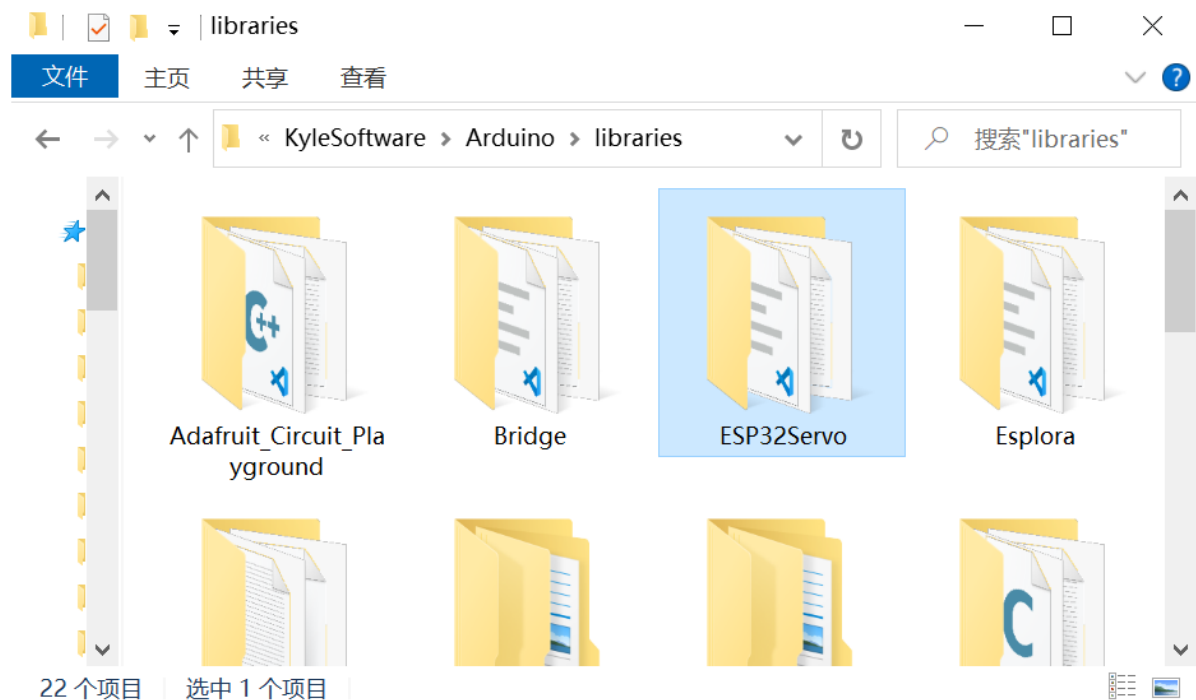 libraries
文件 主页 共享 查看
« KyleSoftware Arduino libraries
搜索"libraries"
C++
Adafruit_Circuit_Pla
yground
Bridge
ESP32Servo
Esplora
C
22 个项目 选中 1 个项目